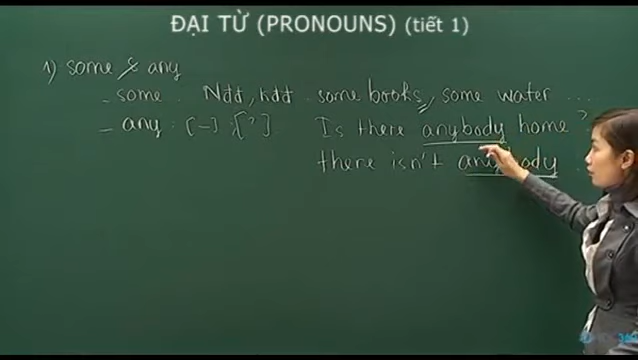 ĐẠI TỪ (PRONOUNS) (tiết 1)
1) some & any
- some : Nđđ, kđđ some books, some water ...
- any : [-] ; [?] Is there anybody home ?
there isn't anybody